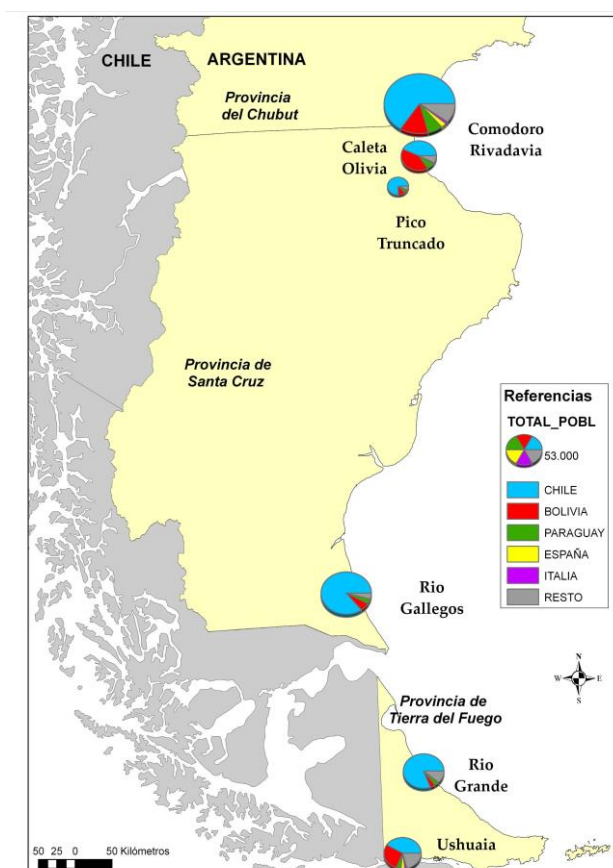 CHILE
ARGENTINA
Provincia
del Chubut
Comodoro
Rivadavia
Caleta
Olivia
Pico
Truncado
Provincia de
Santa Cruz
Referencias
TOTAL_POBL
53.000
CHILE
BOLIVIA
PARAGUAY
ESPAÑA
ITALIA
RESTO
Rio
Gallegos
N
W
E
S
Provincia de
Tierra del Fuego
Rio
Grande
Ushuaia
50 25 0 50 Kilómetros